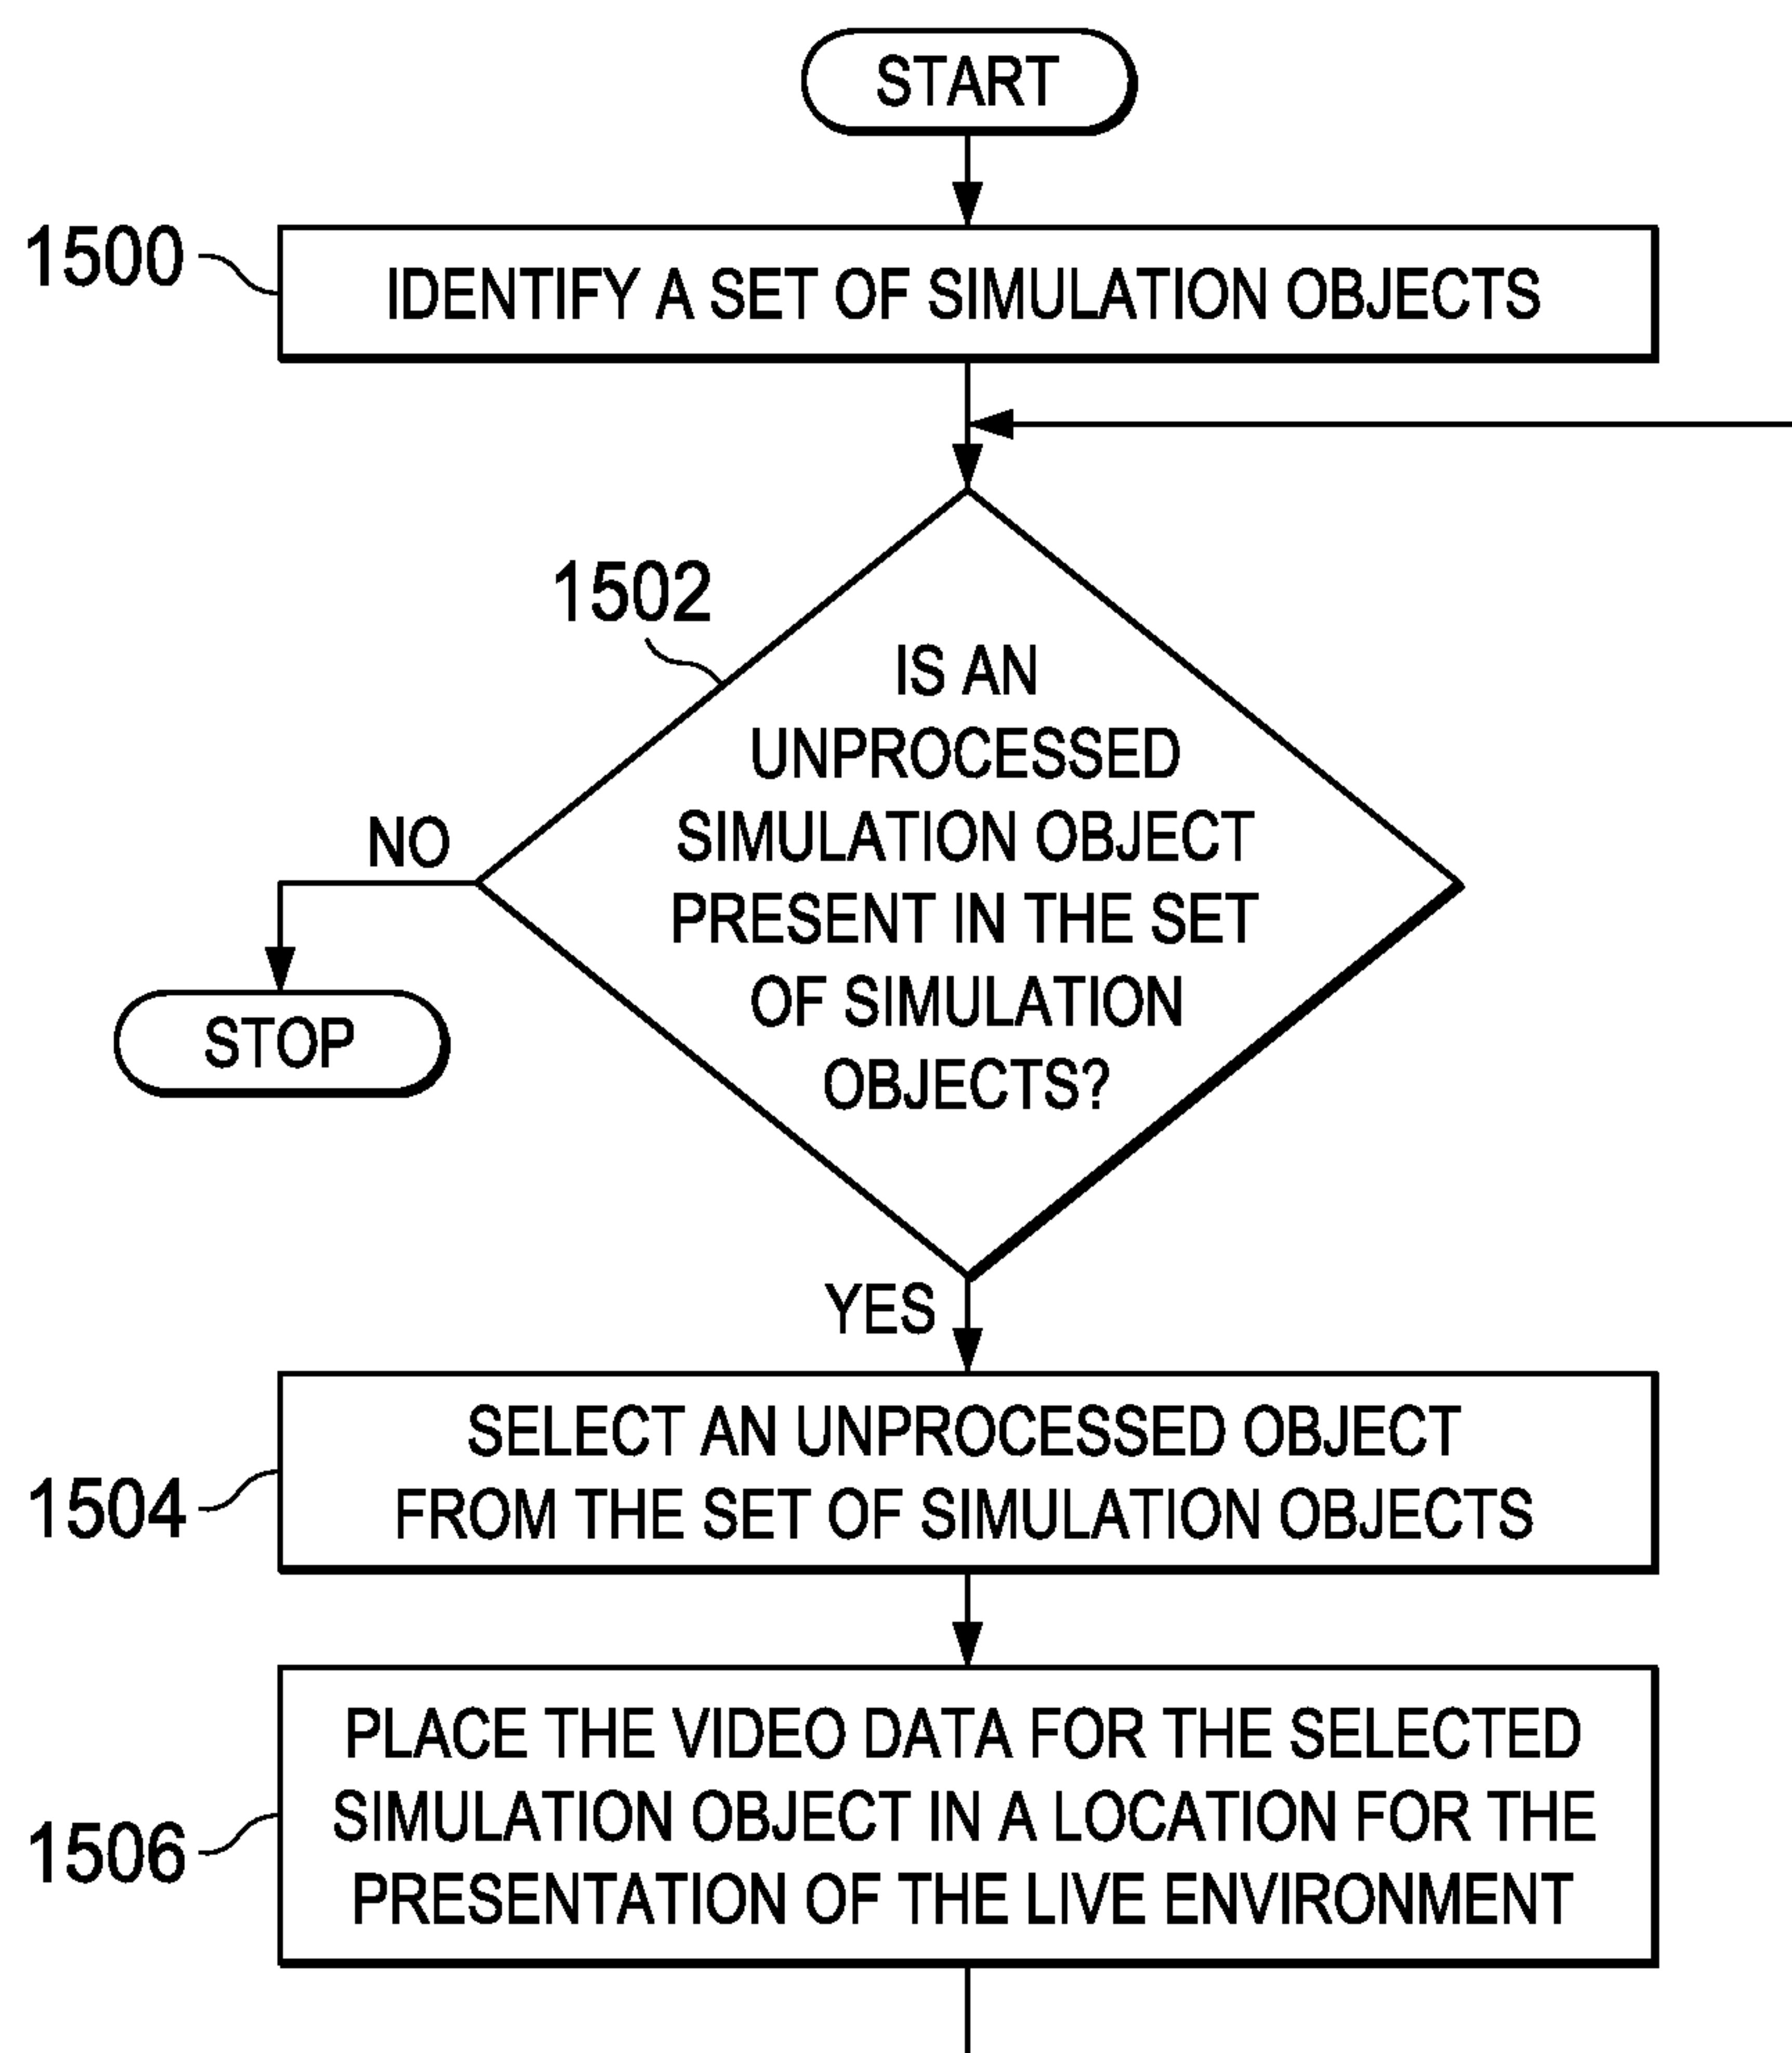 START
1500
IDENTIFY A SET OF SIMULATION OBJECTS
1502
IS AN
UNPROCESSED
SIMULATION OBJECT
PRESENT IN THE SET
OF SIMULATION
OBJECTS?
NO
STOP
YES
1504
SELECT AN UNPROCESSED OBJECT
FROM THE SET OF SIMULATION OBJECTS
1506
PLACE THE VIDEO DATA FOR THE SELECTED
SIMULATION OBJECT IN A LOCATION FOR THE
PRESENTATION OF THE LIVE ENVIRONMENT